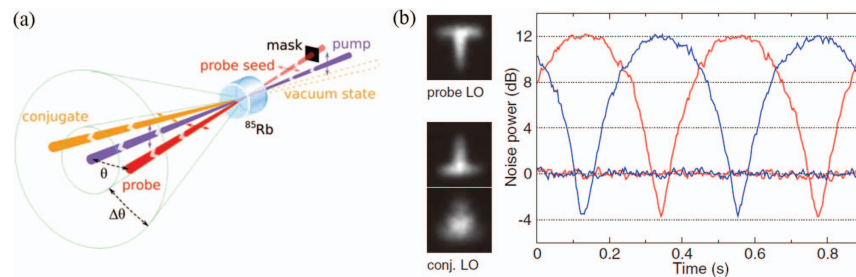 (a)
mask
pump
probe seed
vacuum state
conjugate
⁸⁵Rb
θ
probe
Δθ
(b)
probe LO
conj. LO
Noise power (dB)
12
8
4
0
-4
0 0.2 0.4 0.6 0.8
Time (s)